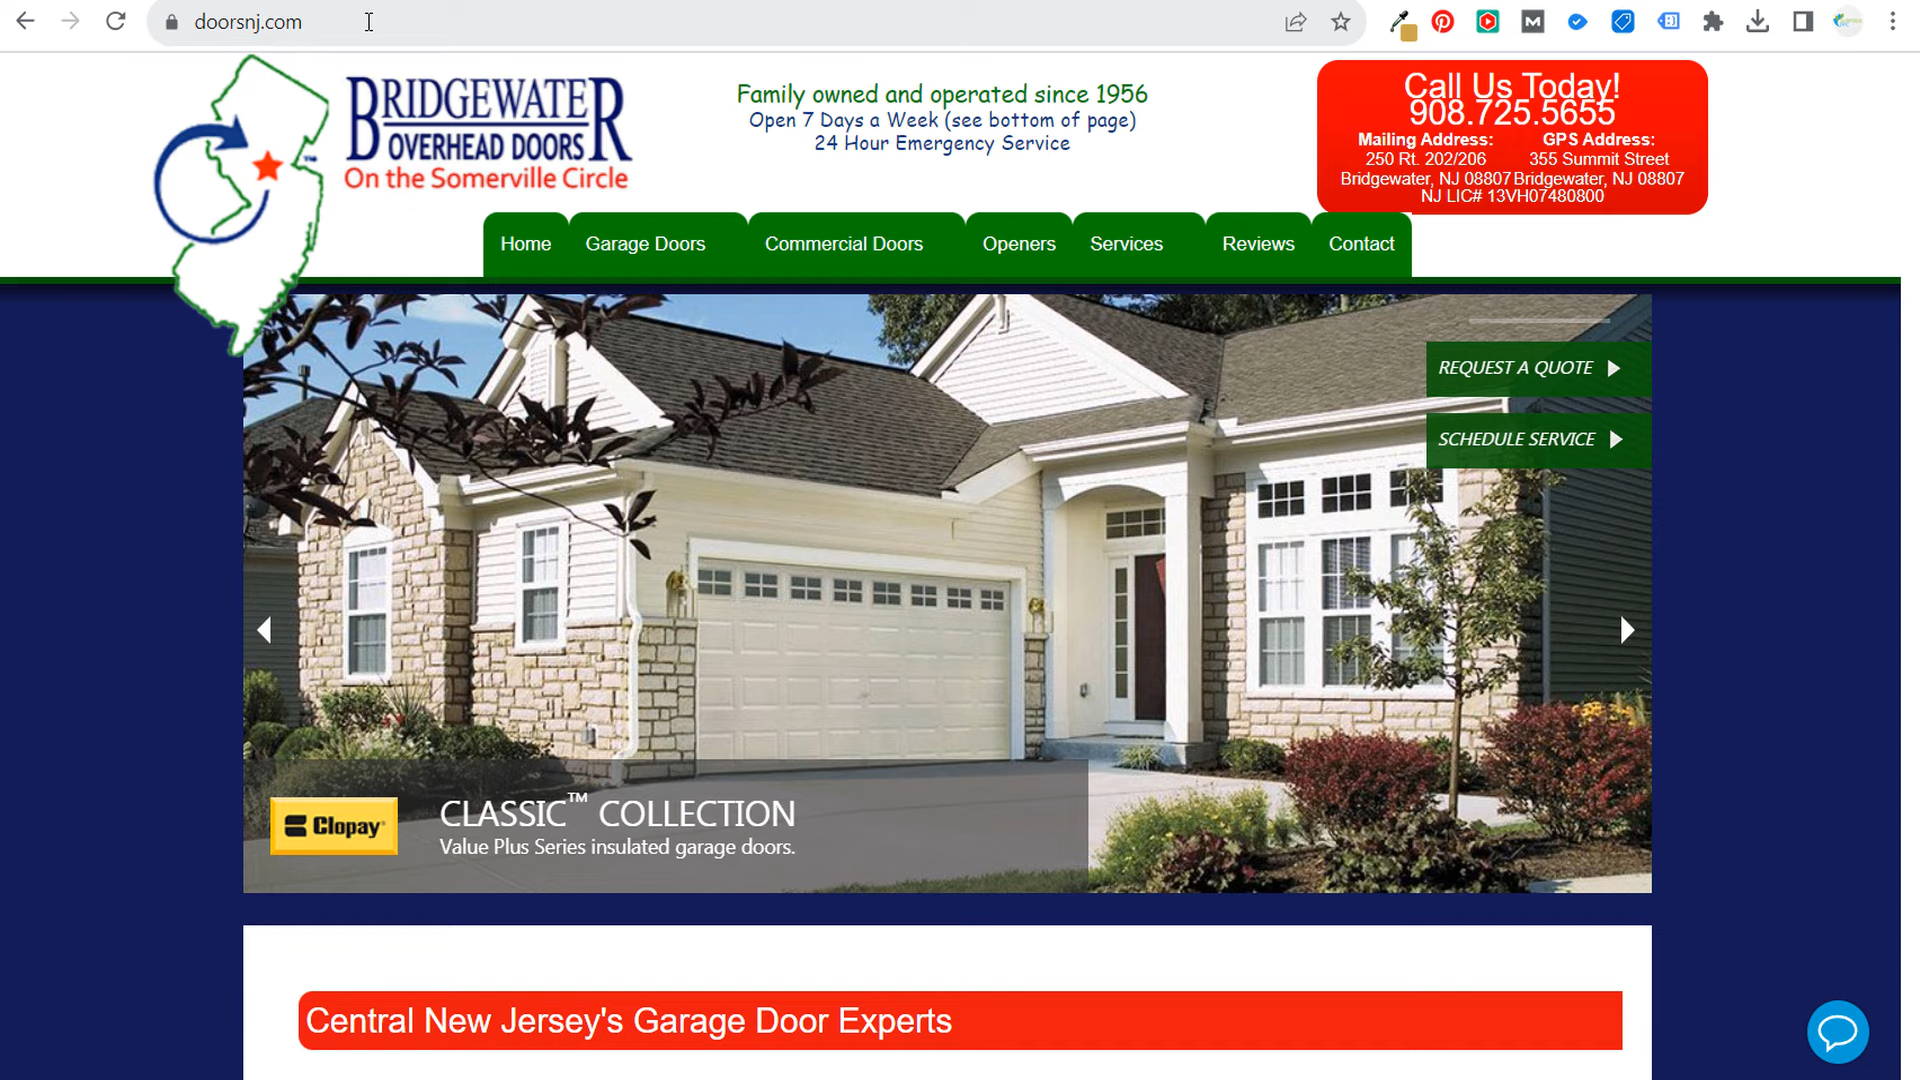 doorsnj.com
BRIDGEWATER
OVERHEAD DOORS
On the Somerville Circle
TM
Family owned and operated since 1956
Open 7 Days a Week (see bottom of page)
24 Hour Emergency Service
Call Us Today!
908.725.5655
Mailing Address: GPS Address:
250 Rt. 202/206 355 Summit Street
Bridgewater, NJ 08807 Bridgewater, NJ 08807
NJ LIC# 13VH07480800
Home Garage Doors Commercial Doors Openers Services Reviews Contact
REQUEST A QUOTE
SCHEDULE SERVICE
Clopay®
CLASSIC™ COLLECTION
Value Plus Series insulated garage doors.
Central New Jersey's Garage Door Experts